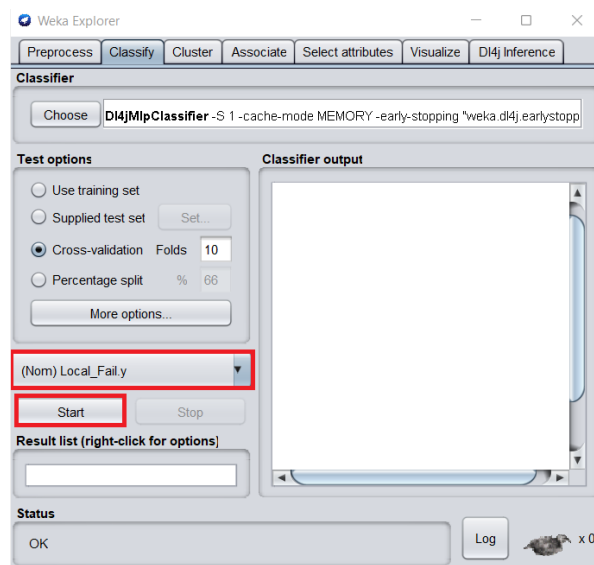 Weka Explorer
Preprocess Classify Cluster Associate Select attributes Visualize Dl4j Inference
Classifier
Choose Dl4jMlpClassifier -S 1 -cache-mode MEMORY -early-stopping "weka.dl4j.earlystopp
Test options
Use training set
Supplied test set Set...
Cross-validation Folds 10
Percentage split % 66
More options...
(Nom) Local_Fail.y
Start Stop
Result list (right-click for options)
Classifier output
Status
OK
Log x 0